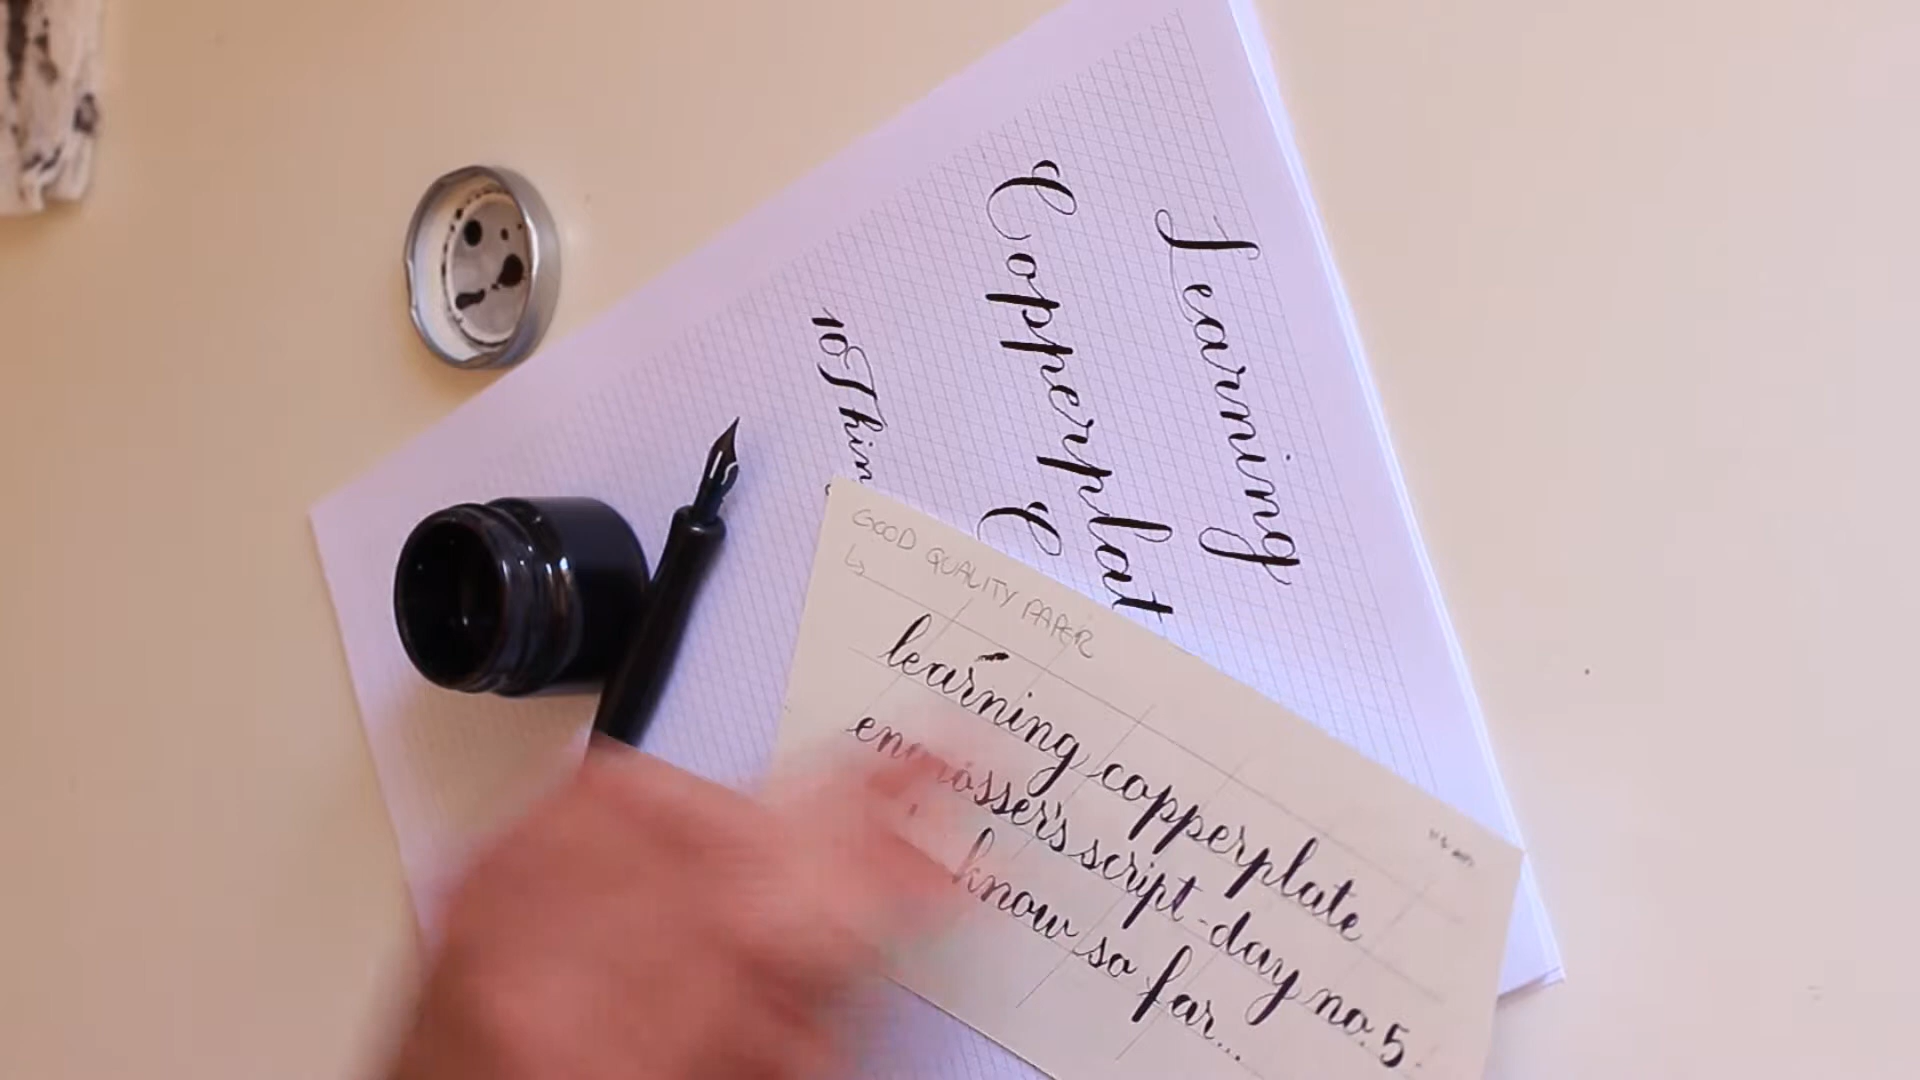 Learning
Copperplat
10 Thin
GOOD QUALITY PAPER
learning copperplate
engrosser's script-day no. 5
know so far...